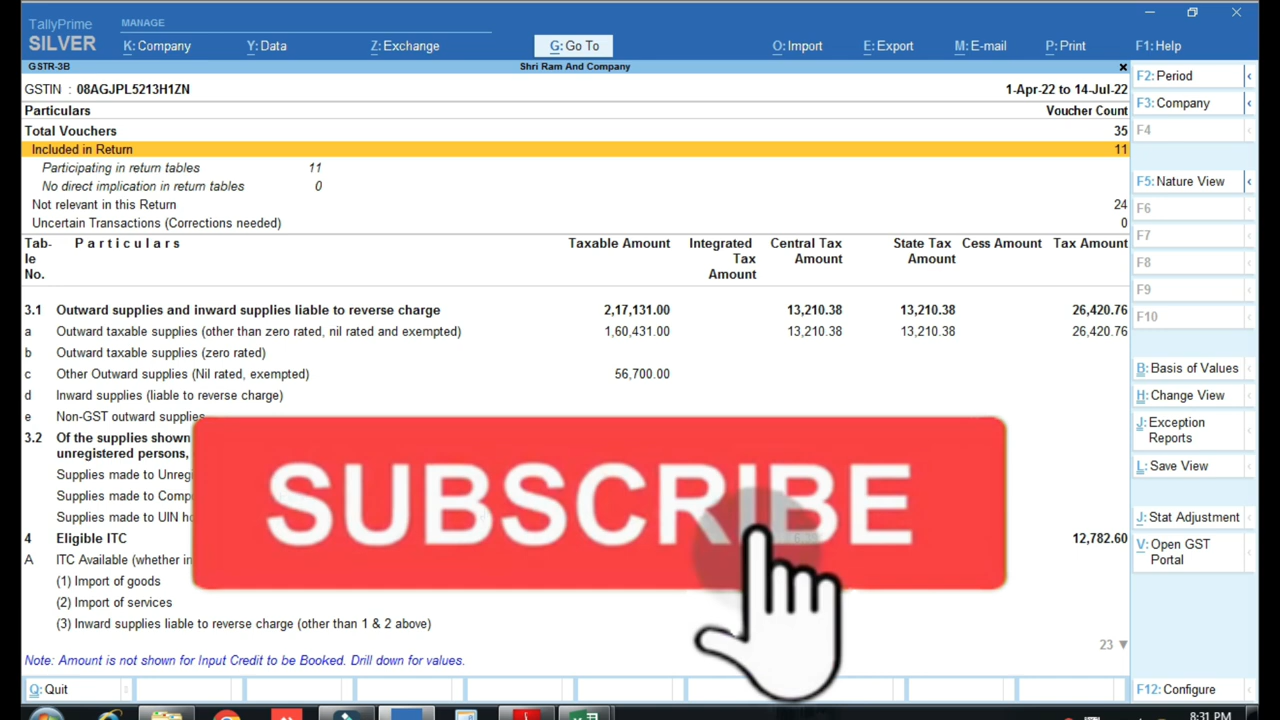 TallyPrime MANAGE
SILVER K: Company Y: Data Z: Exchange G: Go To O: Import E: Export M: E-mail P: Print F1: Help
GSTR-3B Shri Ram And Company
GSTIN : 08AGJPL5213H1ZN 1-Apr-22 to 14-Jul-22
Particulars Voucher Count
Total Vouchers 35
Included in Return 11
Participating in return tables 11
No direct implication in return tables 0
Not relevant in this Return 24
Uncertain Transactions (Corrections needed) 0
Tab- Particulars Taxable Amount Integrated Central Tax State Tax Cess Amount Tax Amount
le Tax Amount Amount
No. Amount
3.1 Outward supplies and inward supplies liable to reverse charge 2,17,131.00 13,210.38 13,210.38 26,420.76
a Outward taxable supplies (other than zero rated, nil rated and exempted) 1,60,431.00 13,210.38 13,210.38 26,420.76
b Outward taxable supplies (zero rated)
c Other Outward supplies (Nil rated, exempted) 56,700.00
d Inward supplies (liable to reverse charge)
e Non-GST outward supplies
3.2 Of the supplies shown
unregistered persons,
Supplies made to
Supplies made to
Supplies made to UIN
SUBSCRIBE
4 Eligible ITC 12,782.60
A ITC Available (whether in
(1) Import of goods
(2) Import of services
(3) Inward supplies liable to reverse charge (other than 1 & 2 above)
23
Note: Amount is not shown for Input Credit to be Booked. Drill down for values.
Q: Quit
F2: Period
F3: Company
F4
F5: Nature View
F6
F7
F8
F9
F10
B: Basis of Values
H: Change View
J: Exception
Reports
L: Save View
J: Stat Adjustment
V: Open GST
Portal
F12: Configure
8:31 PM